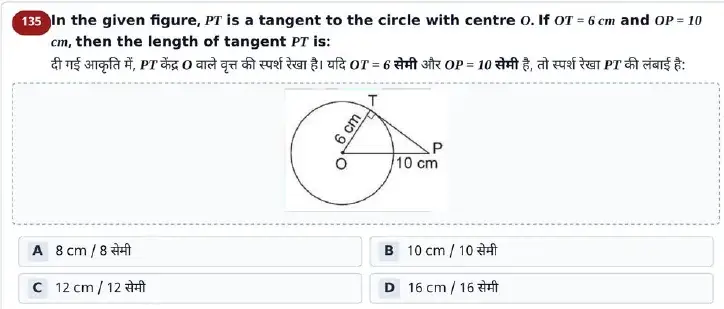 135 In the given figure, PT is a tangent to the circle with centre O. If OT = 6 cm and OP = 10
cm, then the length of tangent PT is:
दी गई आकृति में, PT केंद्र O वाले वृत्त की स्पर्श रेखा है। यदि OT = 6 सेमी और OP = 10 सेमी है, तो स्पर्श रेखा PT की लंबाई है:
T
6 cm
P
O
10 cm
A 8 cm / 8 सेमी
B 10 cm / 10 सेमी
C 12 cm / 12 सेमी
D 16 cm / 16 सेमी